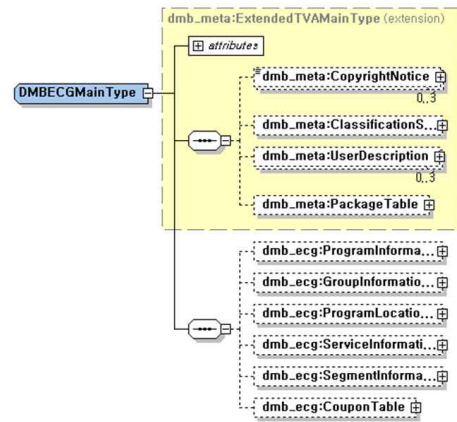 dmb_meta:ExtendedTVAMainType (extension)
attributes
DMBECGMainType
dmb_meta:CopyrightNotice
0..3
dmb_meta:ClassificationS...
dmb_meta:UserDescription
0..3
dmb_meta:PackageTable
dmb_ecg:ProgramInforma...
dmb_ecg:GroupInformatio...
dmb_ecg:ProgramLocatio...
dmb_ecg:ServiceInformati...
dmb_ecg:SegmentInforma...
dmb_ecg:CouponTable